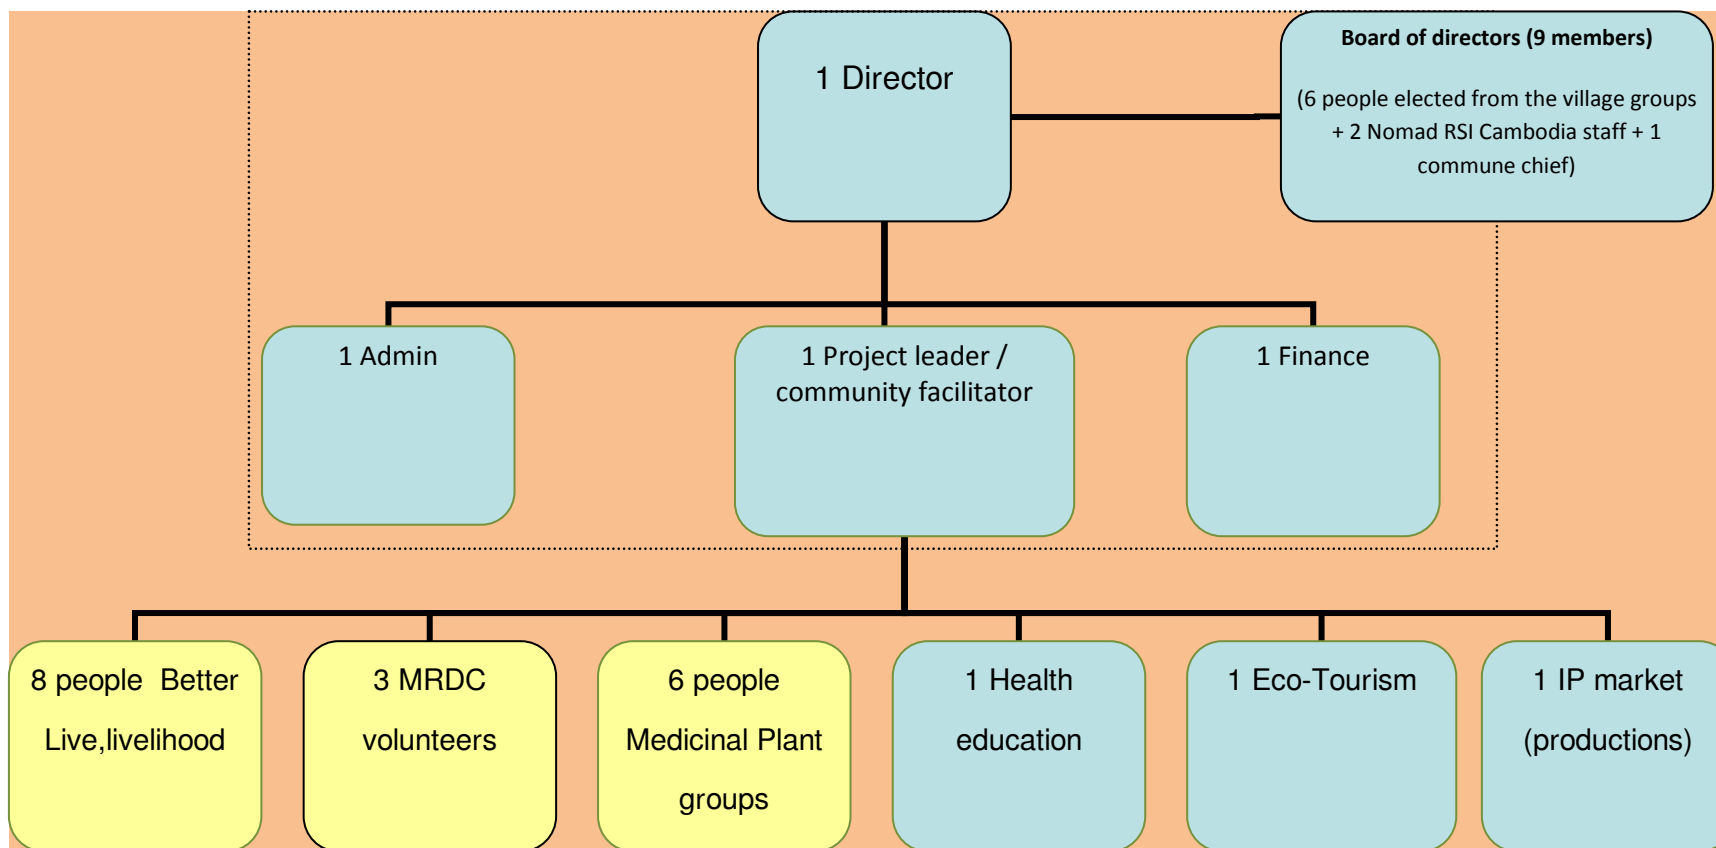 1 Director
Board of directors (9 members)
(6 people elected from the village groups
+ 2 Nomad RSI Cambodia staff + 1
commune chief)
1 Admin
1 Project leader /
community facilitator
1 Finance
8 people  Better
Live,livelihood
3 MRDC
volunteers
6 people
Medicinal Plant
groups
1 Health
education
1 Eco-Tourism
1 IP market
(productions)